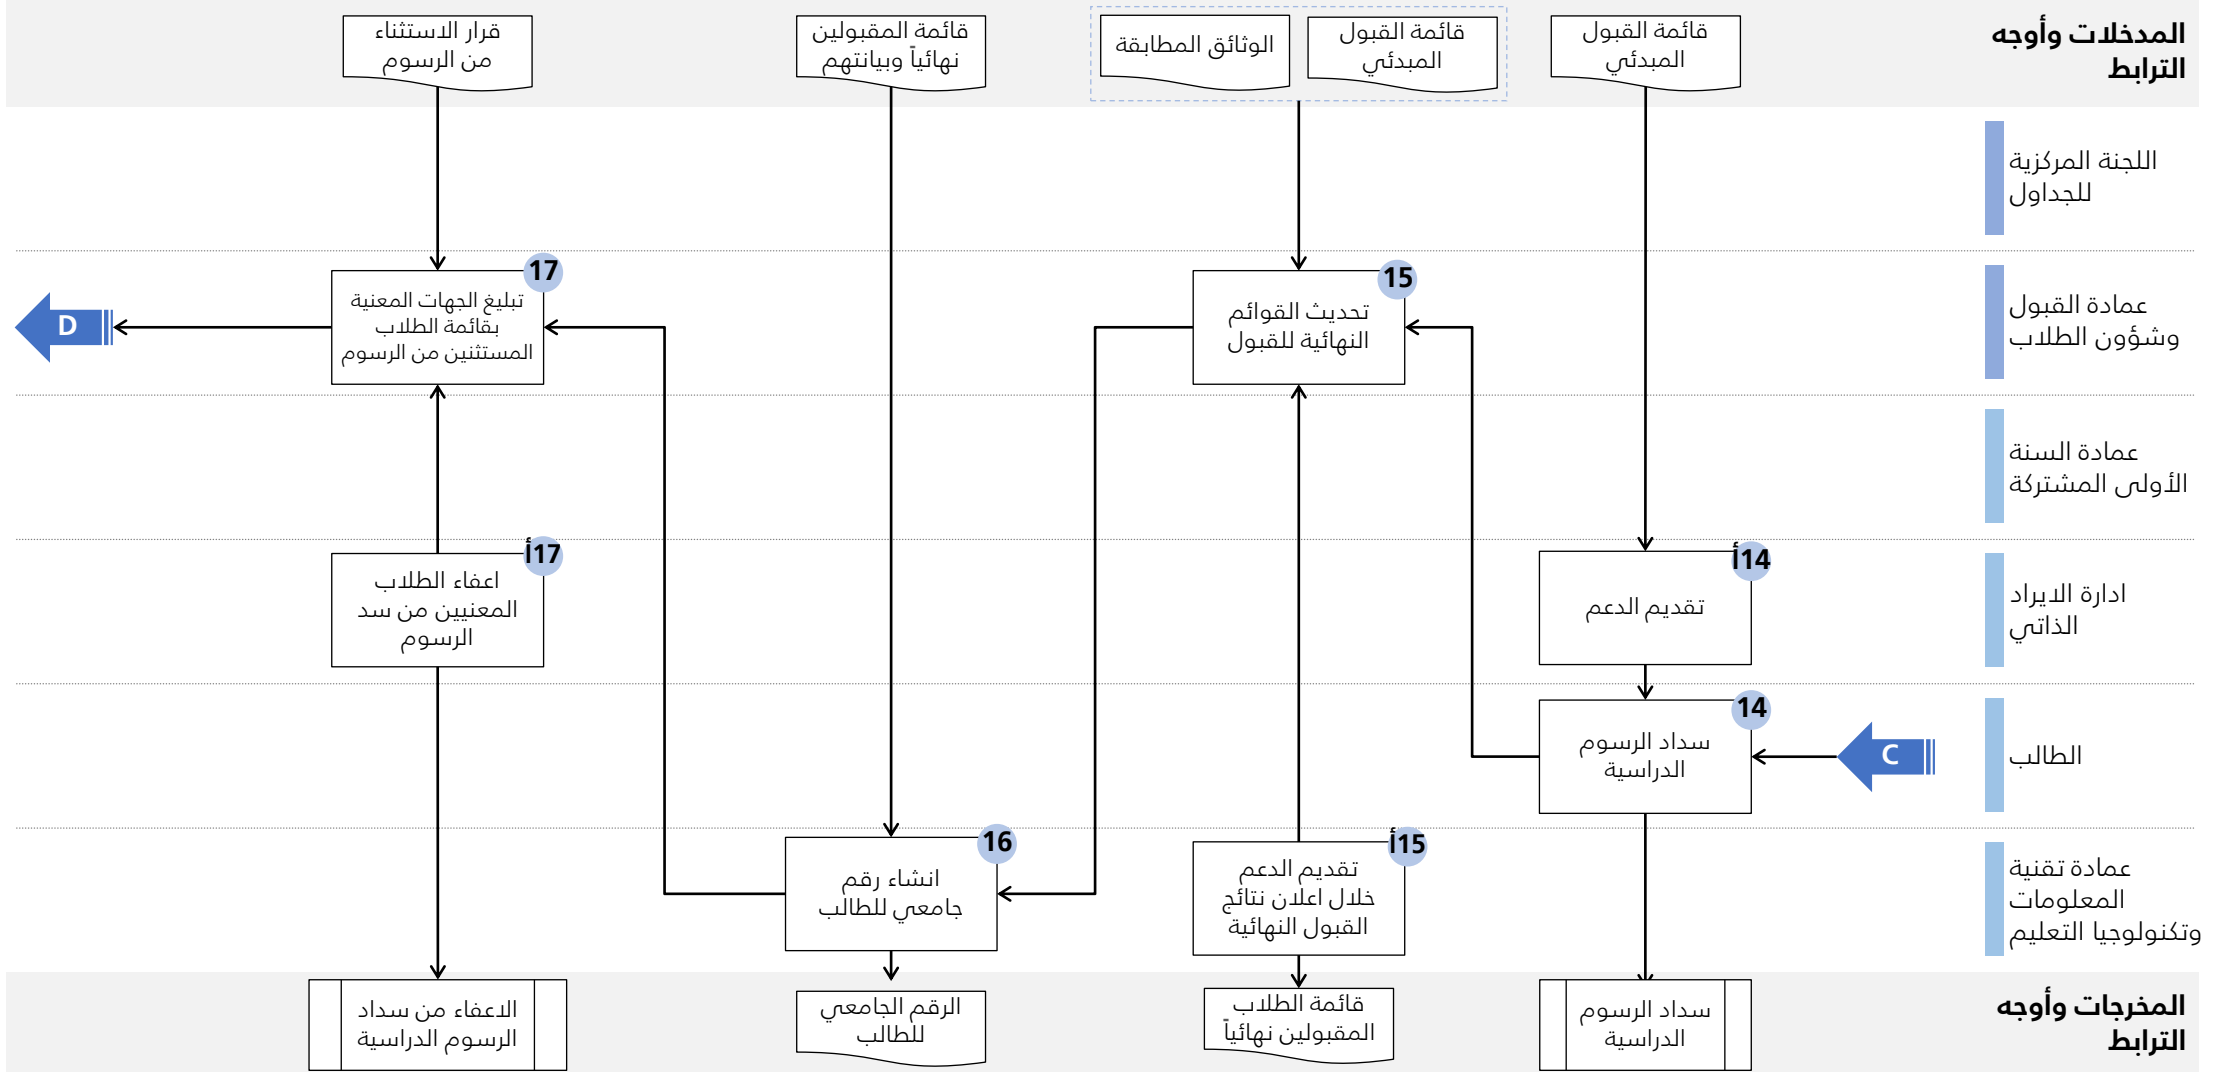 المدخلات وأوجه
الترابط
قائمة القبول
المبدئي
قائمة القبول
المبدئي
الوثائق المطابقة
قائمة المقبولين
نهائياً وبيانتهم
قرار الاستثناء
من الرسوم
اللجنة المركزية
للجداول
عمادة القبول
وشؤون الطلاب
15
تحديث القوائم
النهائية للقبول
17
تبليغ الجهات المعنية
بقائمة الطلاب
المستثنين من الرسوم
D
عمادة السنة
الأولى المشتركة
ادارة الايراد
الذاتي
14أ
تقديم الدعم
17أ
اعفاء الطلاب
المعنيين من سد
الرسوم
الطالب
C
14
سداد الرسوم
الدراسية
عمادة تقنية
المعلومات
وتكنولوجيا التعليم
15أ
تقديم الدعم
خلال اعلان نتائج
القبول النهائية
16
انشاء رقم
جامعي للطالب
المخرجات وأوجه
الترابط
سداد الرسوم
الدراسية
قائمة الطلاب
المقبولين نهائياً
الرقم الجامعي
للطالب
الاعفاء من سداد
الرسوم الدراسية